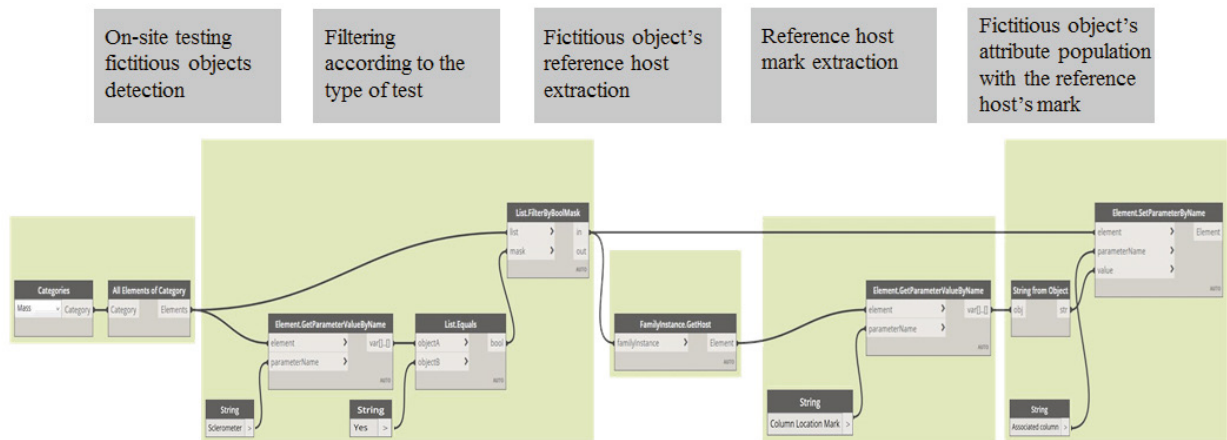 On-site testing
fictitious objects
detection
Filtering
according to the
type of test
Fictitious object's
reference host
extraction
Reference host
mark extraction
Fictitious object's
attribute population
with the reference
host's mark
Categories
Mass
Category
All Elements of Category
Category
Elements
Element.GetParameterValueByName
element >
var[]..[]
parameterName >
AUTO
String
Sclerometer >
List.Equals
objectA >
bool
objectB >
AUTO
String
Yes >
List.FilterByBoolMask
list >
in
mask >
out
AUTO
FamilyInstance.GetHost
familyInstance >
Element
AUTO
Element.GetParameterValueByName
element >
var[]..[]
parameterName >
AUTO
String
Column Location Mark >
String from Object
obj
str
String
Associated column >
Element.SetParameterByName
element >
Element
parameterName >
value >
AUTO